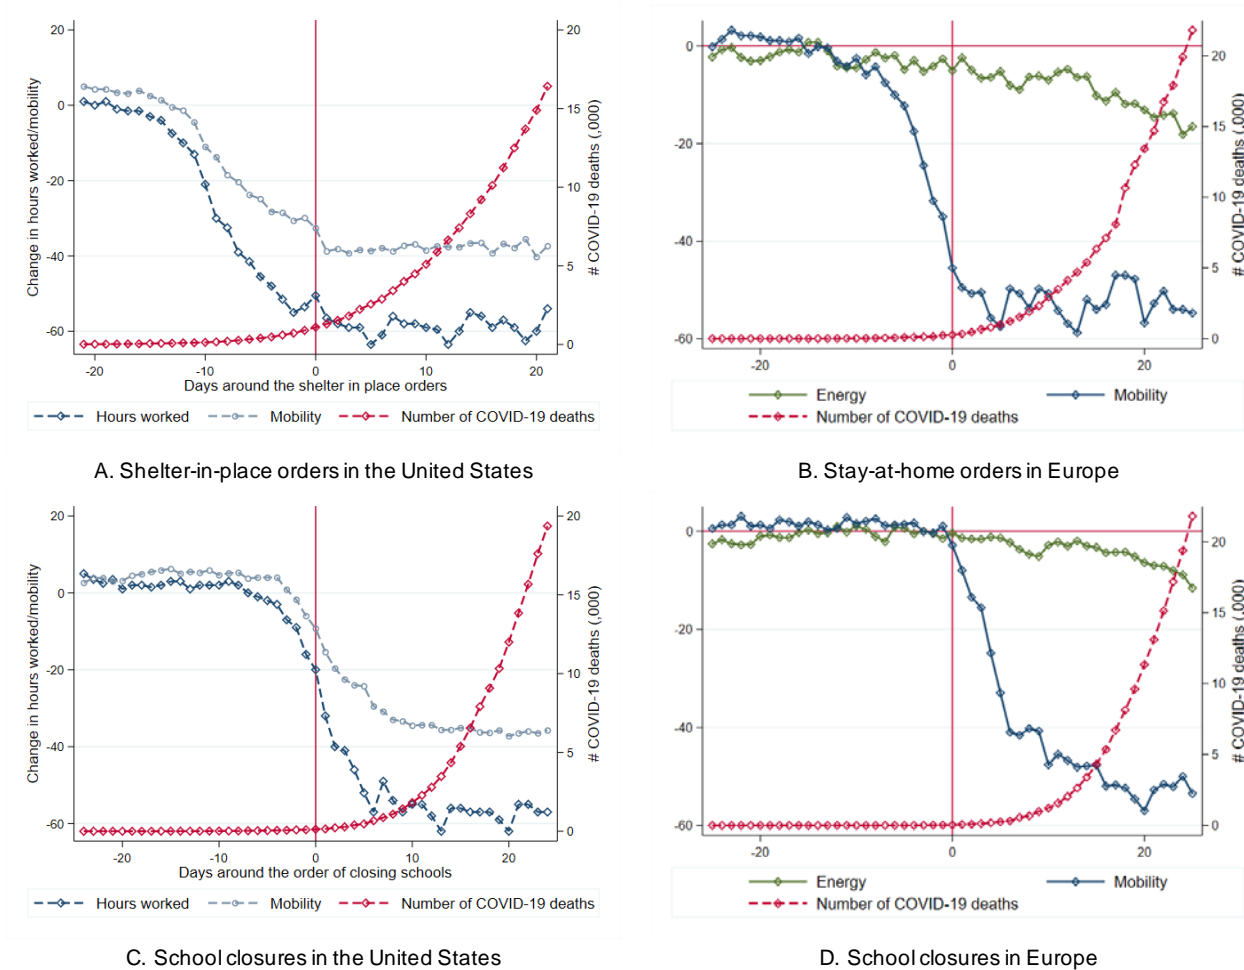 20
0
-20
-40
-60
Change in hours worked/mobility
20
15
10
5
0
# COVID-19 deaths (,000)
-20
-10
0
10
20
Days around the shelter in place orders
Hours worked
Mobility
Number of COVID-19 deaths
A. Shelter-in-place orders in the United States
0
-20
-40
-60
20
15
10
5
0
# COVID-19 deaths (,000)
-20
0
20
Energy
Mobility
Number of COVID-19 deaths
B. Stay-at-home orders in Europe
20
0
-20
-40
-60
Change in hours worked/mobility
20
15
10
5
0
# COVID-19 deaths (,000)
-20
-10
0
10
20
Days around the order of closing schools
Hours worked
Mobility
Number of COVID-19 deaths
C. School closures in the United States
0
-20
-40
-60
20
15
10
5
0
# COVID-19 deaths (,000)
-20
0
20
Energy
Mobility
Number of COVID-19 deaths
D. School closures in Europe